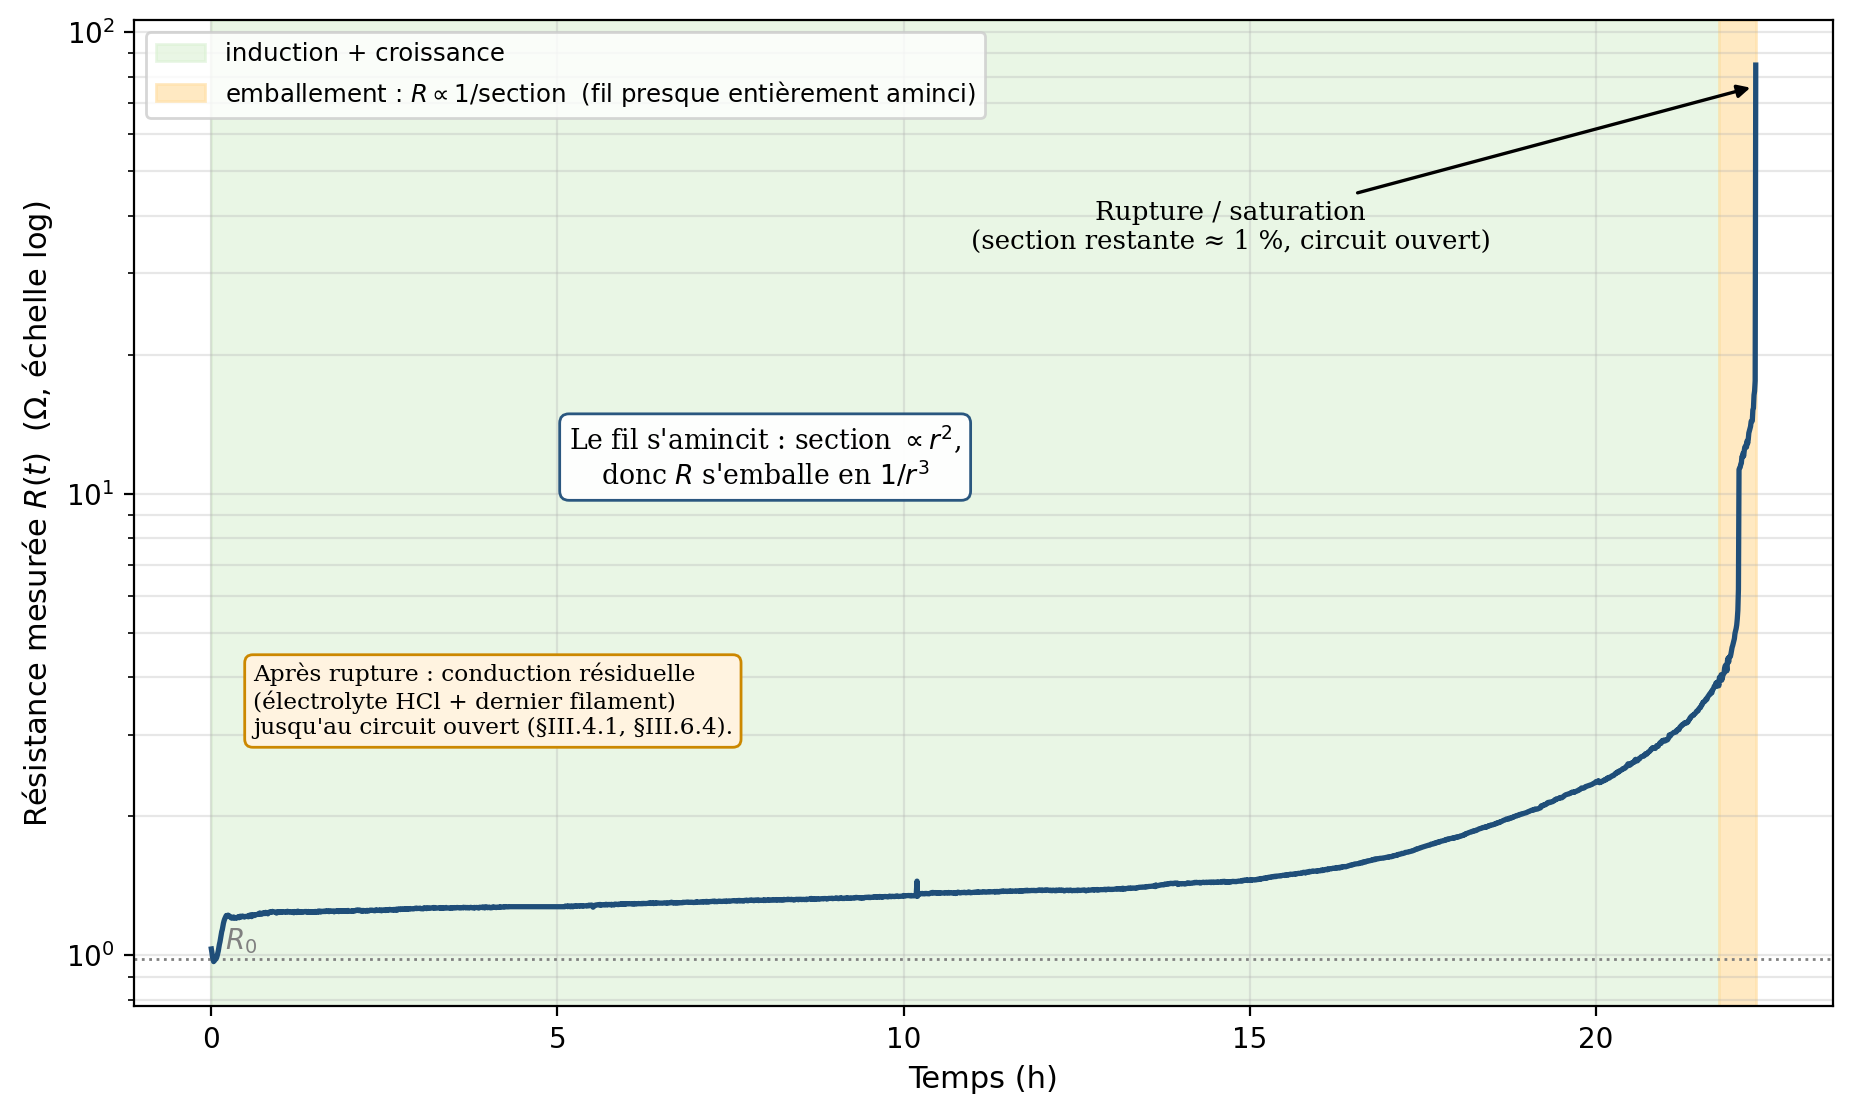 induction + croissance
emballement : R ∝ 1/section (fil presque entièrement aminci)
Rupture / saturation
(section restante ≈ 1 %, circuit ouvert)
Le fil s'amincit : section ∝ r²,
donc R s'emballe en 1/r³
Après rupture : conduction résiduelle
(électrolyte HCl + dernier filament)
jusqu'au circuit ouvert (§III.4.1, §III.6.4).
R₀
Résistance mesurée R(t) (Ω, échelle log)
10²
10¹
10⁰
0 5 10 15 20
Temps (h)